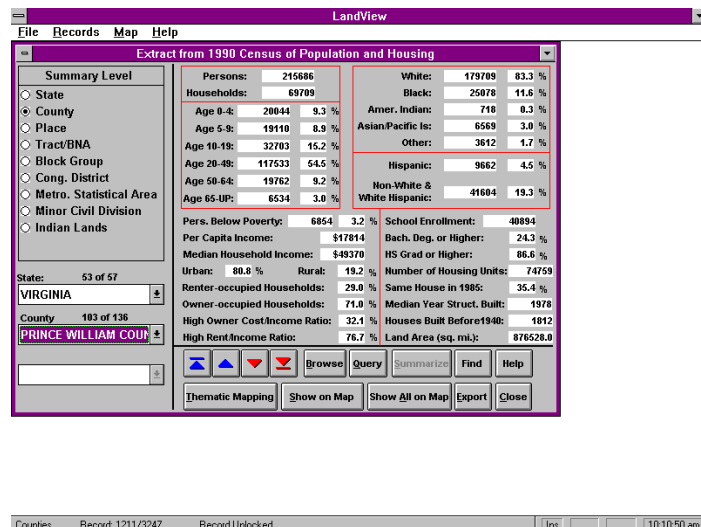 LandView
File Records Map Help
Extract from 1990 Census of Population and Housing
Summary Level
State
County
Place
Tract/BNA
Block Group
Cong. District
Metro. Statistical Area
Minor Civil Division
Indian Lands
State: 53 of 57
VIRGINIA
County 103 of 136
PRINCE WILLIAM COUN
Persons: 215686
Households: 69709
Age 0-4: 20044 9.3 %
Age 5-9: 19110 8.9 %
Age 10-19: 32703 15.2 %
Age 20-49: 117533 54.5 %
Age 50-64: 19762 9.2 %
Age 65-UP: 6534 3.0 %
White: 179709 83.3 %
Black: 25078 11.6 %
Amer. Indian: 718 0.3 %
Asian/Pacific Is: 6569 3.0 %
Other: 3612 1.7 %
Hispanic: 9662 4.5 %
Non-White &
White Hispanic: 41604 19.3 %
Pers. Below Poverty: 6854 3.2 %
Per Capita Income: $17814
Median Household Income: $49370
Urban: 80.8 % Rural: 19.2 %
Renter-occupied Households: 29.0 %
Owner-occupied Households: 71.0 %
High Owner Cost/Income Ratio: 32.1 %
High Rent/Income Ratio: 76.7 %
School Enrollment: 40894
Bach. Deg. or Higher: 24.3 %
HS Grad or Higher: 86.6 %
Number of Housing Units: 74759
Same House in 1985: 35.4 %
Median Year Struct. Built: 1978
Houses Built Before1940: 1812
Land Area (sq. mi.): 876528.0
Browse Query Summarize Find Help
Thematic Mapping Show on Map Show All on Map Export Close
Counties Record: 1211/3247 Record Unlocked Ins 10:10:50 am